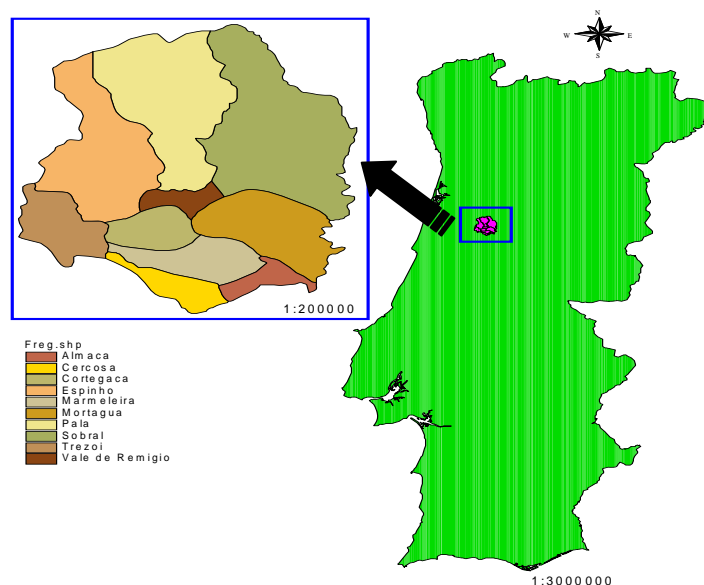 N
W E
S
1:200000
Freg.shp
Almaca
Cercosa
Cortegaca
Espinho
Marmeleira
Mortagua
Pala
Sobral
Trezoi
Vale de Remigio
1:3000000